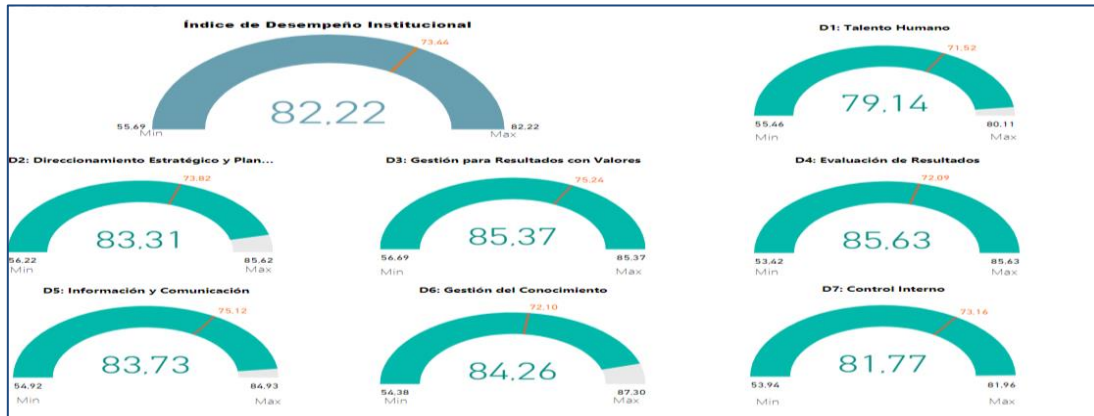 Índice de Desempeño Institucional
73.44
82.22
55.69
Min
82.22
Max
D1: Talento Humano
71.52
79.14
55.46
Min
80.11
Max
D2: Direccionamiento Estratégico y Plan...
73.82
83.31
56.22
Min
85.62
Max
D3: Gestión para Resultados con Valores
75.24
85.37
56.69
Min
85.37
Max
D4: Evaluación de Resultados
72.09
85.63
53.42
Min
85.63
Max
D5: Información y Comunicación
75.12
83.73
54.92
Min
84.93
Max
D6: Gestión del Conocimiento
72.10
84.26
54.38
Min
87.30
Max
D7: Control Interno
73.16
81.77
53.94
Min
81.96
Max